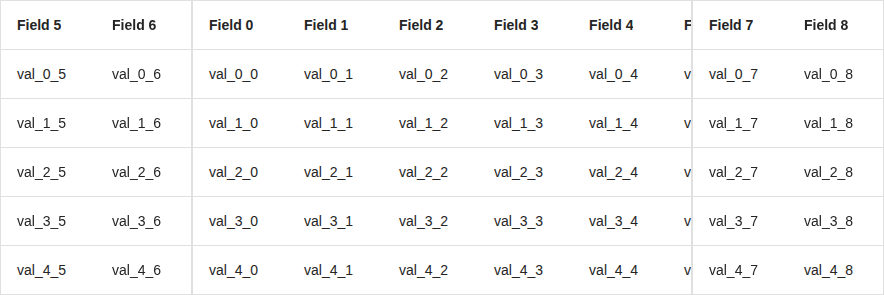 Field 5 Field 6 Field 0 Field 1 Field 2 Field 3 Field 4 Field 7 Field 8
val_0_5 val_0_6 val_0_0 val_0_1 val_0_2 val_0_3 val_0_4 val_0_7 val_0_8
val_1_5 val_1_6 val_1_0 val_1_1 val_1_2 val_1_3 val_1_4 val_1_7 val_1_8
val_2_5 val_2_6 val_2_0 val_2_1 val_2_2 val_2_3 val_2_4 val_2_7 val_2_8
val_3_5 val_3_6 val_3_0 val_3_1 val_3_2 val_3_3 val_3_4 val_3_7 val_3_8
val_4_5 val_4_6 val_4_0 val_4_1 val_4_2 val_4_3 val_4_4 val_4_7 val_4_8